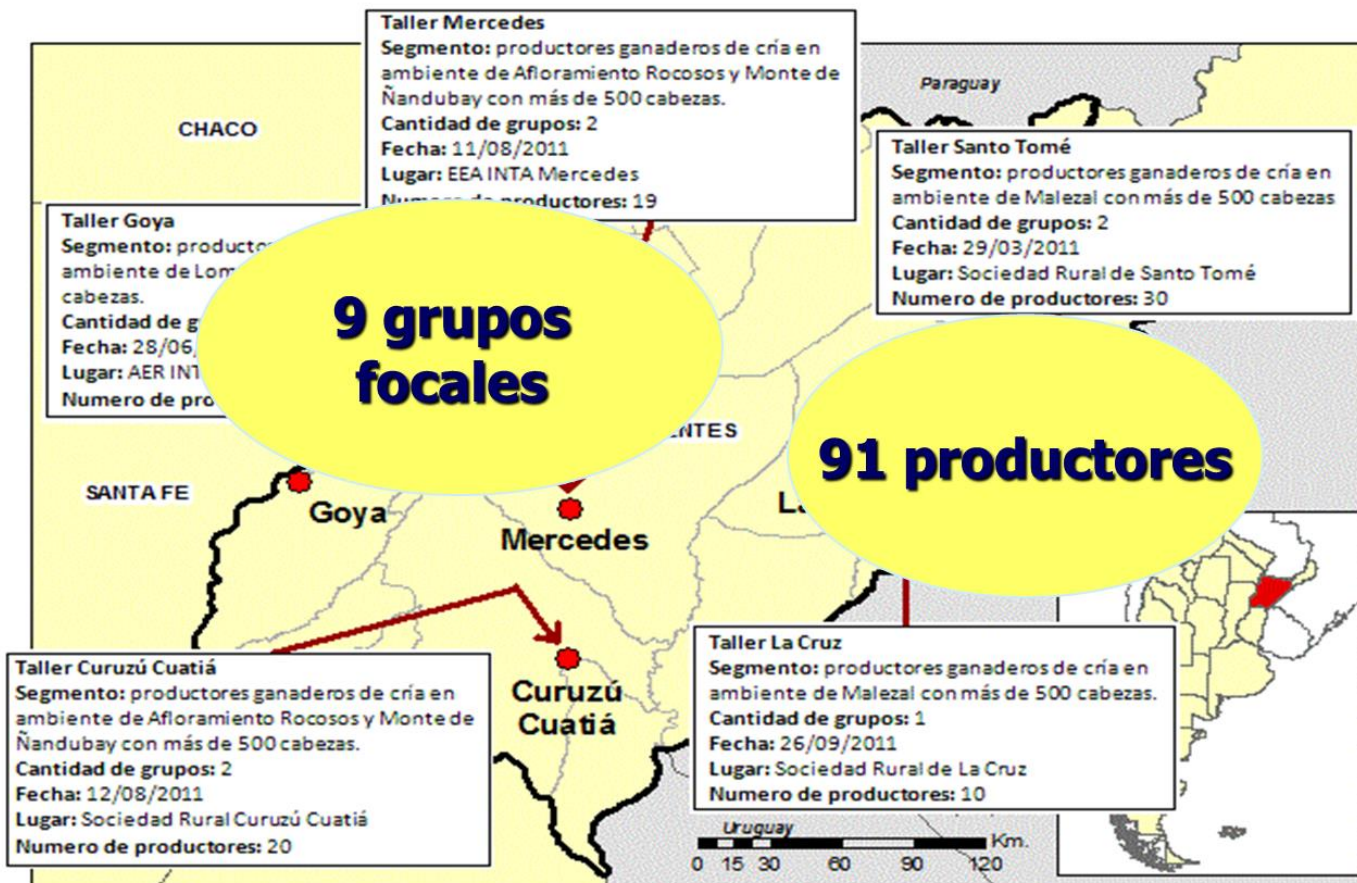 Taller Mercedes
Segmento: productores ganaderos de cría en
ambiente de Afloramiento Rocosos y Monte de
Ñandubay con más de 500 cabezas.
Cantidad de grupos: 2
Fecha: 11/08/2011
Lugar: EEA INTA Mercedes
Numero de productores: 19
Paraguay
CHACO
Taller Santo Tomé
Segmento: productores ganaderos de cría en
ambiente de Malezal con más de 500 cabezas
Cantidad de grupos: 2
Fecha: 29/03/2011
Lugar: Sociedad Rural de Santo Tomé
Numero de productores: 30
Taller Goya
Segmento:
ambiente de
cabezas.
Cantidad de
Fecha: 28/06/
Lugar: AER
Numero de
9 grupos
focales
91 productores
SANTA FE
Goya
Mercedes
Curuzú
Cuatiá
Taller Curuzú Cuatiá
Segmento: productores ganaderos de cría en
ambiente de Afloramiento Rocosos y Monte de
Ñandubay con más de 500 cabezas.
Cantidad de grupos: 2
Fecha: 12/08/2011
Lugar: Sociedad Rural Curuzú Cuatiá
Numero de productores: 20
Taller La Cruz
Segmento: productores ganaderos de cría en
ambiente de Malezal con más de 500 cabezas.
Cantidad de grupos: 1
Fecha: 26/09/2011
Lugar: Sociedad Rural de La Cruz
Numero de productores: 10
Uruguay
Km.
0 15 30 60 90 120